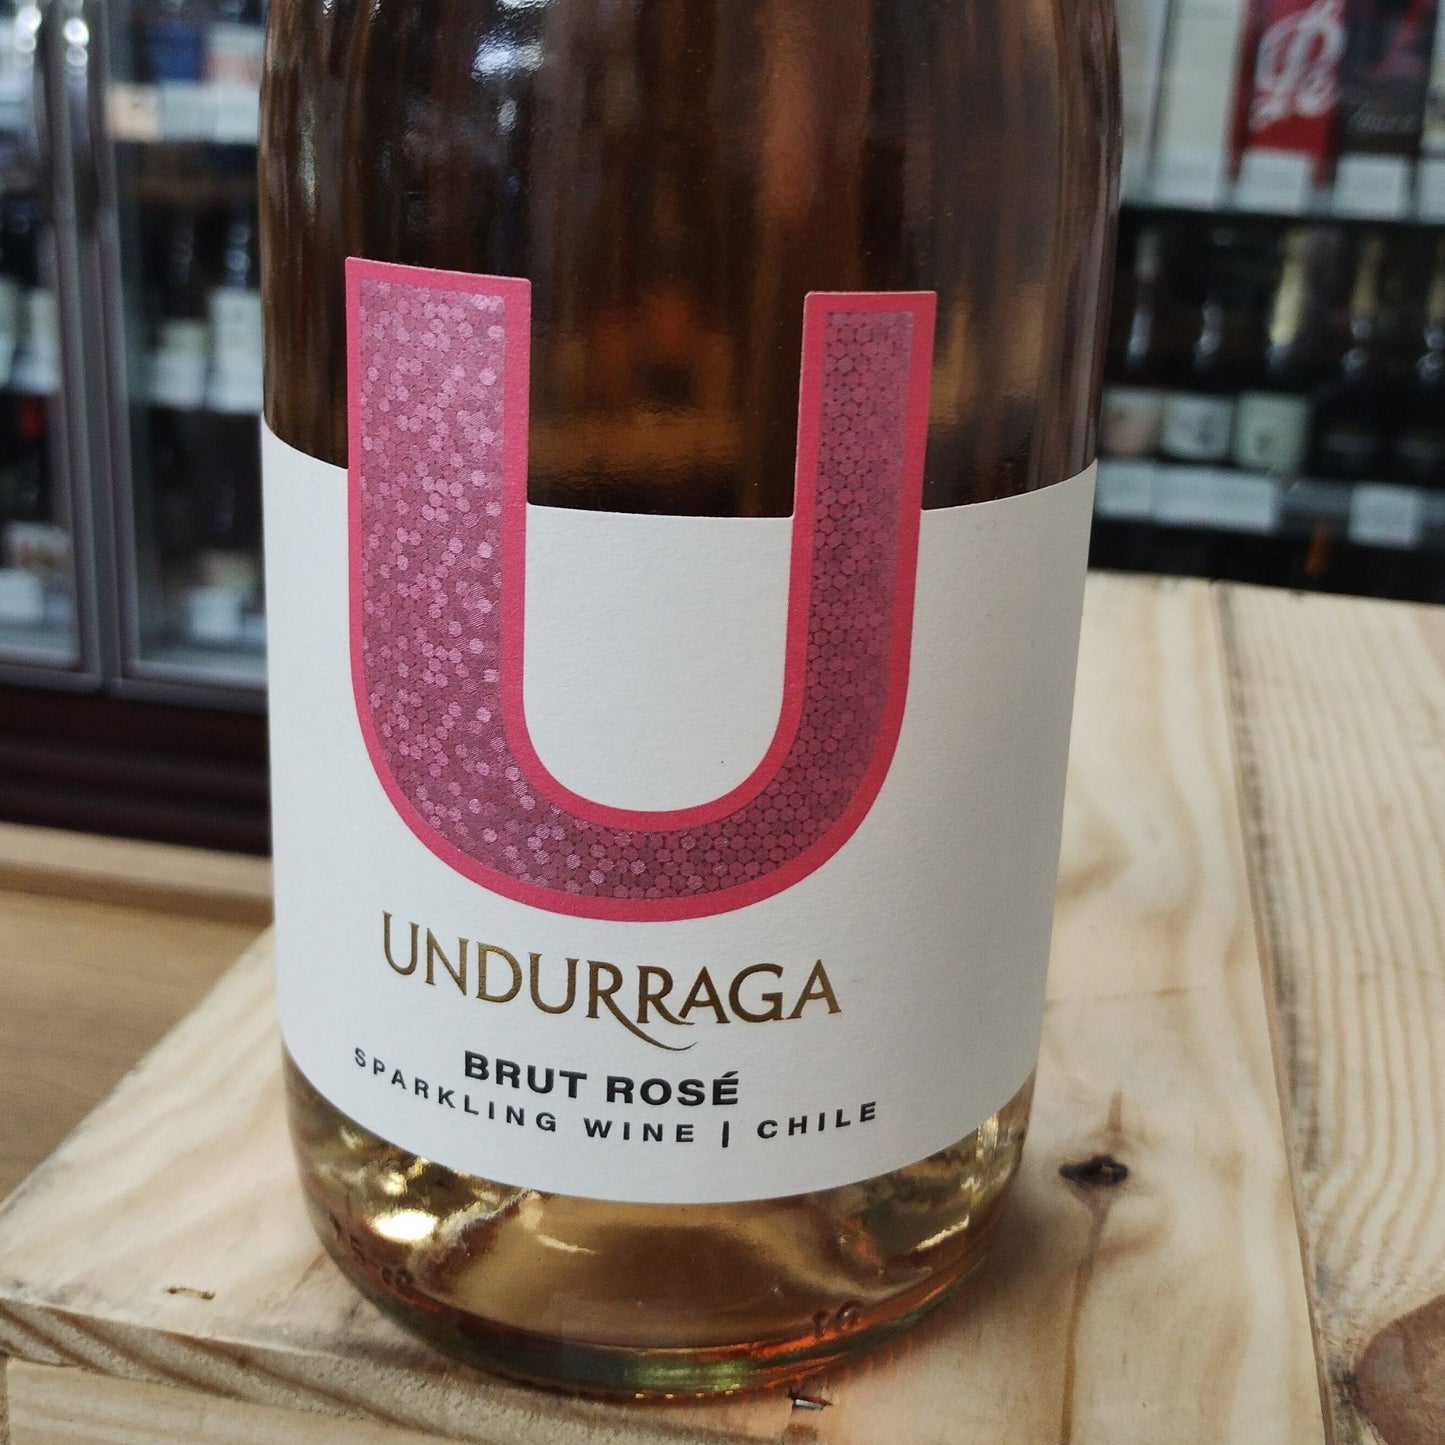 U
UNDURRAGA
BRUT ROSÉ
SPARKLING WINE | CHILE